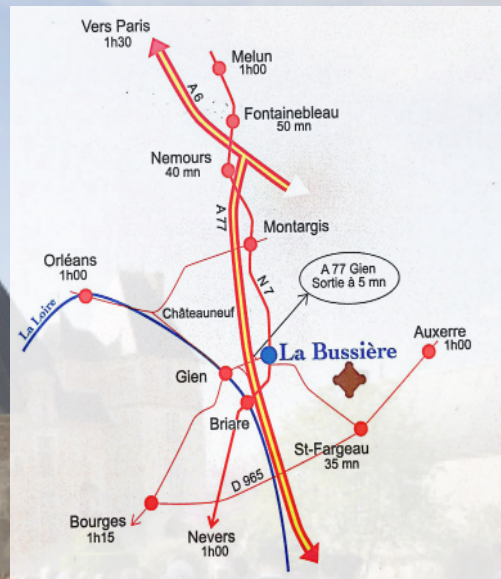 Vers Paris
1h30
Melun
1h00
A 6
Fontainebleau
50 mn
Nemours
40 mn
A 77
Montargis
Orléans
1h00
N 7
A 77 Gien
Sortie à 5 mn
La Loire
Châteauneuf
Auxerre
1h00
La Bussière
Gien
Briare
St-Fargeau
35 mn
D 965
Bourges
1h15
Nevers
1h00